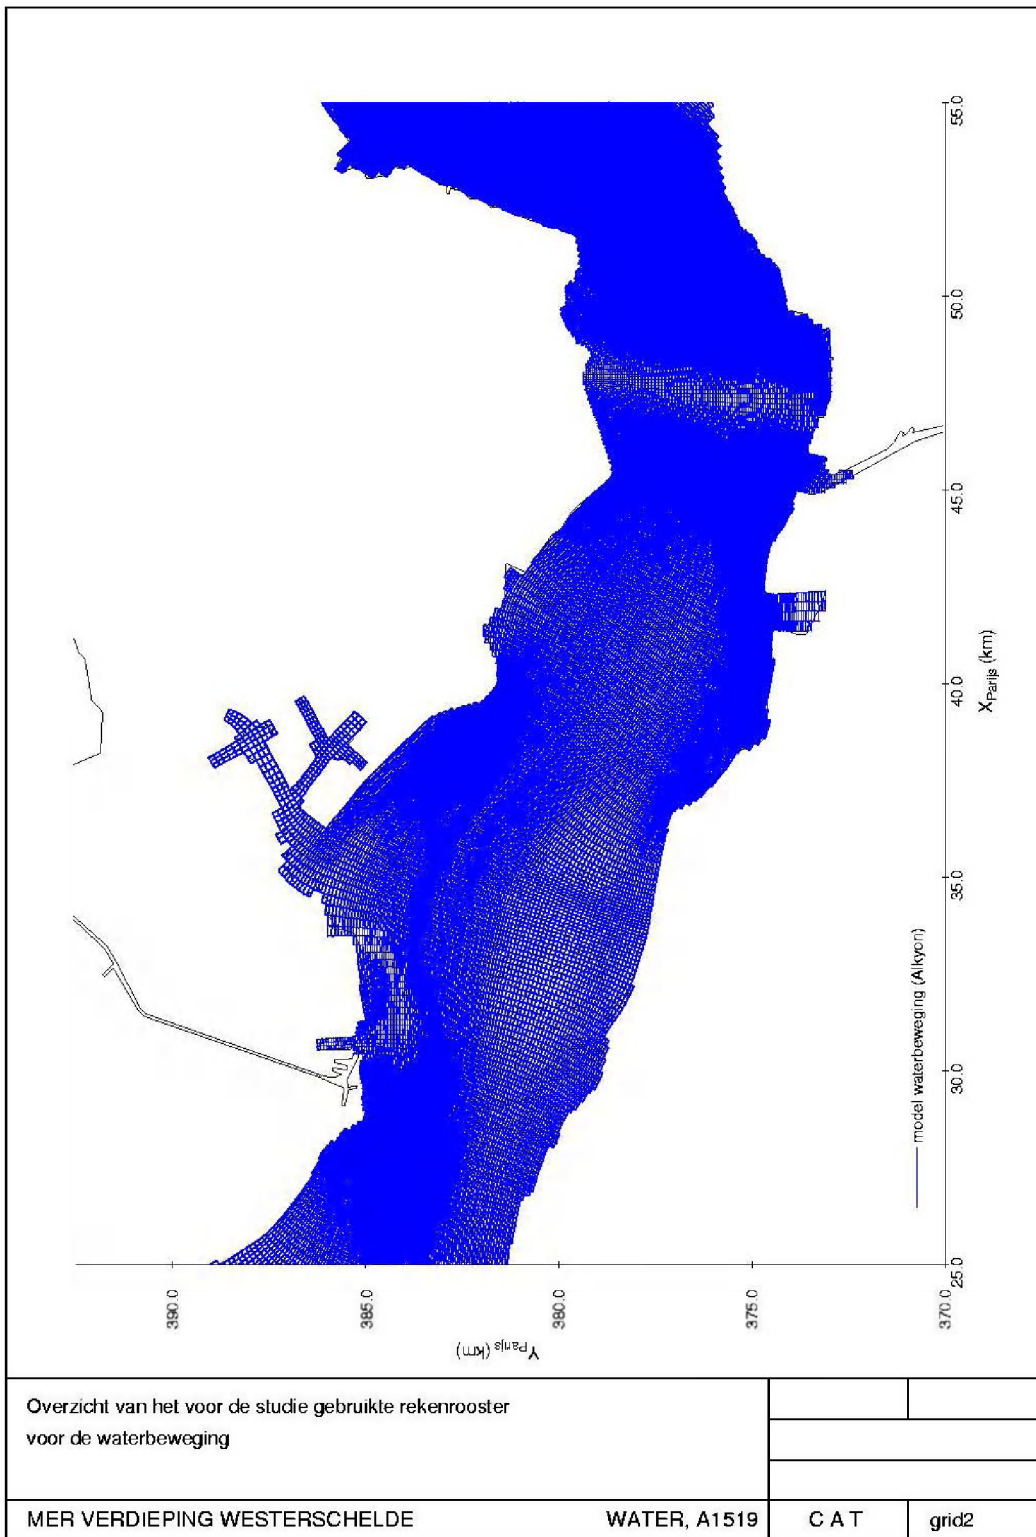 55.0
50.0
45.0
40.0
35.0
30.0
25.0
X Parijs (km)
390.0
385.0
380.0
375.0
370.0
Y Parijs (km)
model waterbeweging (Alkyon)
Overzicht van het voor de studie gebruikte rekenrooster
voor de waterbeweging
MER VERDIEPING WESTERSCHELDE WATER, A1519 C A T grid2